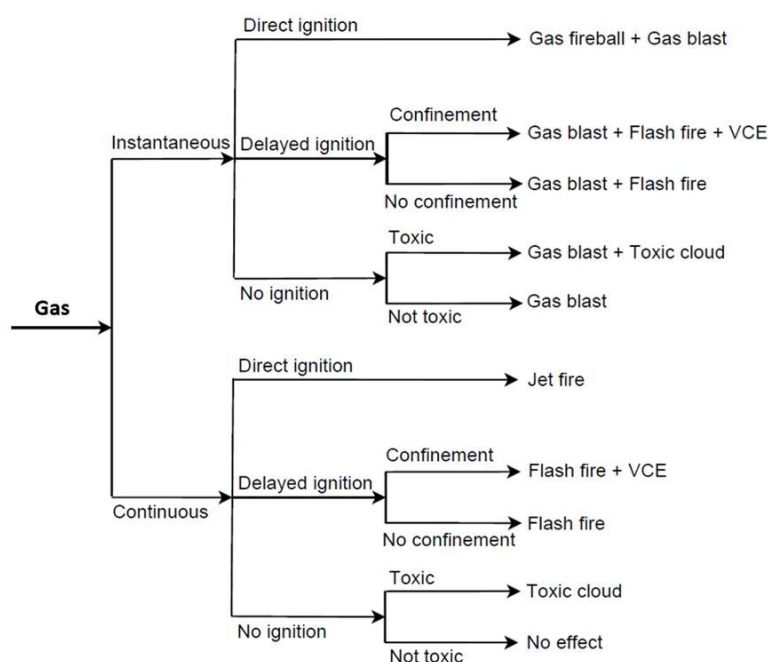 Direct ignition
Gas fireball + Gas blast
Confinement
Instantaneous
Delayed ignition
Gas blast + Flash fire + VCE
Gas blast + Flash fire
No confinement
Toxic
Gas blast + Toxic cloud
No ignition
Gas blast
Not toxic
Gas
Direct ignition
Jet fire
Confinement
Flash fire + VCE
Delayed ignition
Continuous
Flash fire
No confinement
Toxic
Toxic cloud
No ignition
No effect
Not toxic